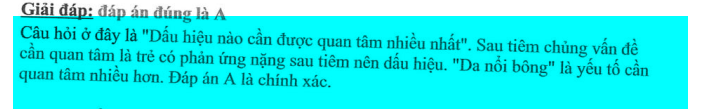 Giải đáp: đáp án đúng là A
Câu hỏi ở đây là "Dấu hiệu nào cần được quan tâm nhiều nhất". Sau tiêm chủng vấn đề
cần quan tâm là trẻ có phản ứng nặng sau tiêm nên dấu hiệu. "Da nổi bông" là yếu tố cần
quan tâm nhiều hơn. Đáp án A là chính xác.